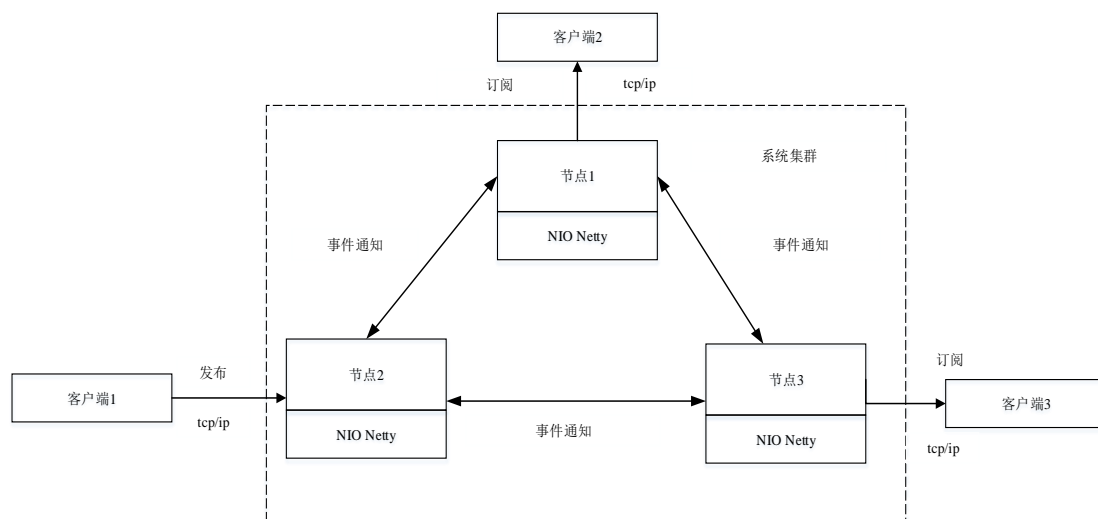 客户端2
订阅
tcp/ip
系统集群
节点1
NIO Netty
事件通知
事件通知
节点2
NIO Netty
节点3
NIO Netty
事件通知
发布
客户端1
tcp/ip
订阅
客户端3
tcp/ip